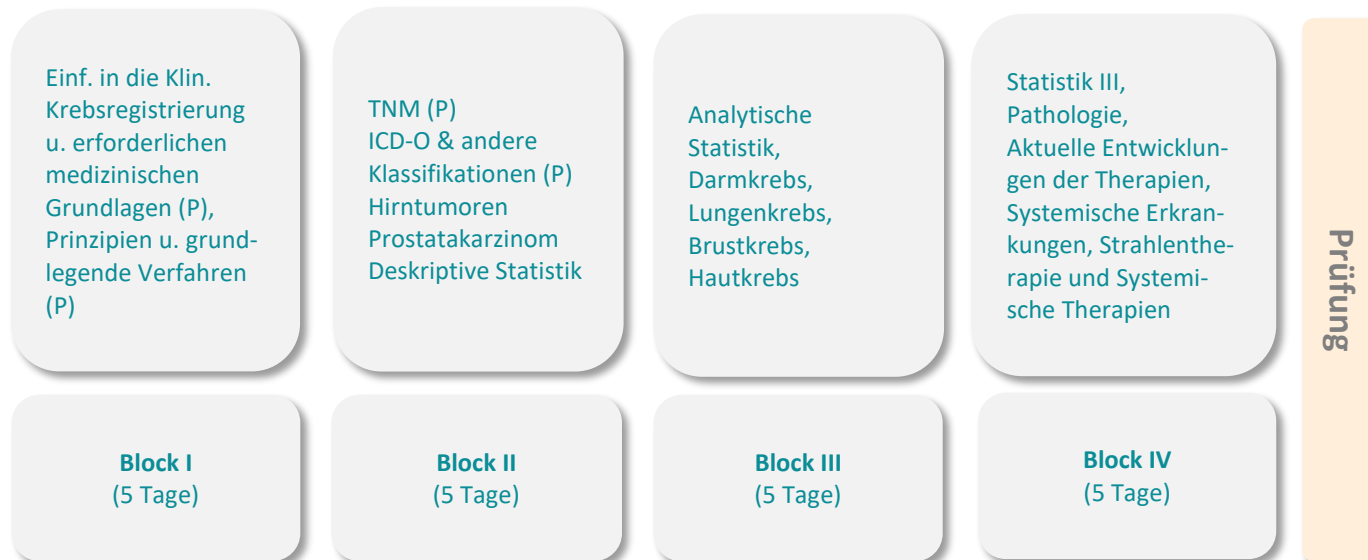 Einf. in die Klin.
Krebsregistrierung
u. erforderlichen
medizinischen
Grundlagen (P),
Prinzipien u. grund-
legende Verfahren
(P)
TNM (P)
ICD-O & andere
Klassifikationen (P)
Hirntumoren
Prostatakarzinom
Deskriptive Statistik
Analytische
Statistik,
Darmkrebs,
Lungenkrebs,
Brustkrebs,
Hautkrebs
Statistik III,
Pathologie,
Aktuelle Entwicklun-
gen der Therapien,
Systemische Erkran-
kungen, Strahlenthe-
rapie und Systemi-
sche Therapien
Block I
(5 Tage)
Block II
(5 Tage)
Block III
(5 Tage)
Block IV
(5 Tage)
Prüfung